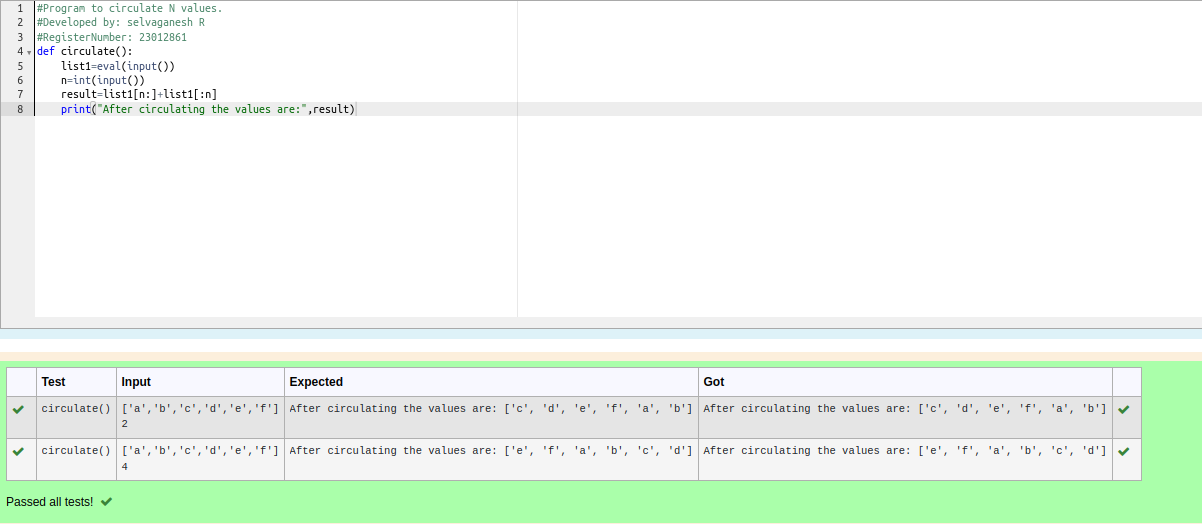 1 #Program to circulate N values.
2 #Developed by: selvaganesh R
3 #RegisterNumber: 23012861
4 def circulate():
5 list1=eval(input())
6 n=int(input())
7 result=list1[n:]+list1[:n]
8 print("After circulating the values are:",result)
Test Input Expected Got
circulate() ['a','b','c','d','e','f'] After circulating the values are: ['c', 'd', 'e', 'f', 'a', 'b'] After circulating the values are: ['c', 'd', 'e', 'f', 'a', 'b']
2
circulate() ['a','b','c','d','e','f'] After circulating the values are: ['e', 'f', 'a', 'b', 'c', 'd'] After circulating the values are: ['e', 'f', 'a', 'b', 'c', 'd']
4
Passed all tests!